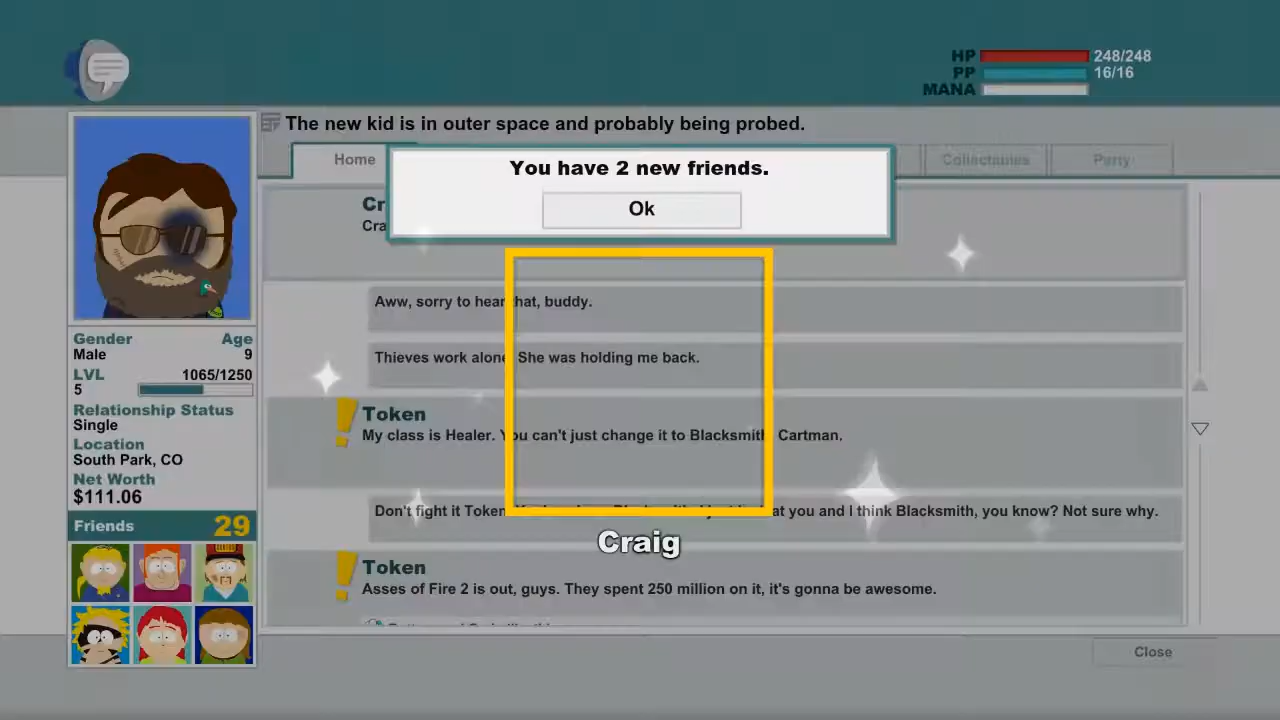 HP 248/248
PP 16/16
MANA
The new kid is in outer space and probably being probed.
Home
Collectables
Party
You have 2 new friends.
Ok
Cr
Cra
Aww, sorry to hear that, buddy.
Thieves work alone. She was holding me back.
Token
My class is Healer. You can't just change it to Blacksmith, Cartman.
Don't fight it Token.
at you and I think Blacksmith, you know? Not sure why.
Craig
Token
Asses of Fire 2 is out, guys. They spent 250 million on it, it's gonna be awesome.
Gender Age
Male 9
LVL 1065/1250
5
Relationship Status
Single
Location
South Park, CO
Net Worth
$111.06
Friends 29
Close